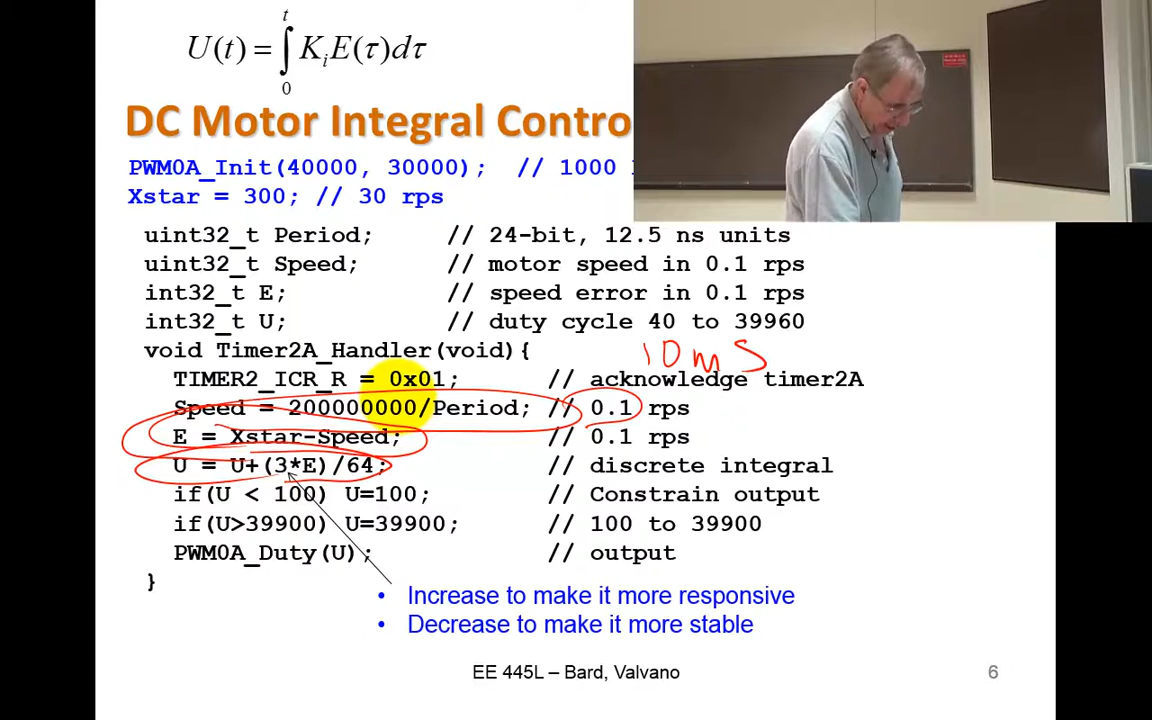 U(t) = ∫₀ᵗ KᵢE(τ)dτ
DC Motor Integral Contro
PWM0A_Init(40000, 30000); // 1000
Xstar = 300; // 30 rps
uint32_t Period; // 24-bit, 12.5 ns units
uint32_t Speed; // motor speed in 0.1 rps
int32_t E; // speed error in 0.1 rps
int32_t U; // duty cycle 40 to 39960
void Timer2A_Handler(void){
10ms
TIMER2_ICR_R = 0x01; // acknowledge timer2A
Speed = 200000000/Period; // 0.1 rps
E = Xstar-Speed; // 0.1 rps
U = U+(3*E)/64; // discrete integral
if(U < 100) U=100; // Constrain output
if(U>39900) U=39900; // 100 to 39900
PWM0A_Duty(U); // output
}
• Increase to make it more responsive
• Decrease to make it more stable
EE 445L – Bard, Valvano
6